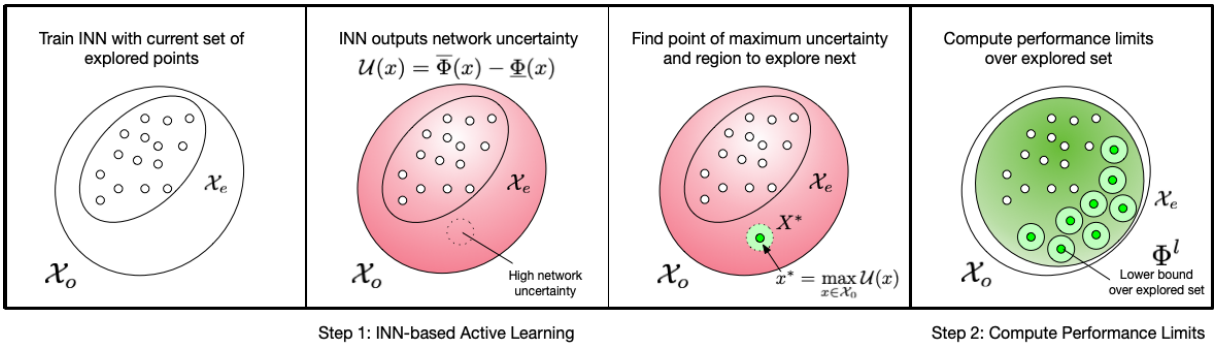 Train INN with current set of
explored points
𝒳ₑ
𝒳ₒ
INN outputs network uncertainty
𝒰(x) = Φ̅(x) − Φ̲(x)
𝒳ₑ
𝒳ₒ
High network
uncertainty
Find point of maximum uncertainty
and region to explore next
𝒳ₑ
X*
𝒳ₒ
x* = max 𝒰(x)
x∈𝒳₀
Compute performance limits
over explored set
𝒳ₑ
Φˡ
𝒳ₒ
Lower bound
over explored set
Step 1: INN-based Active Learning
Step 2: Compute Performance Limits